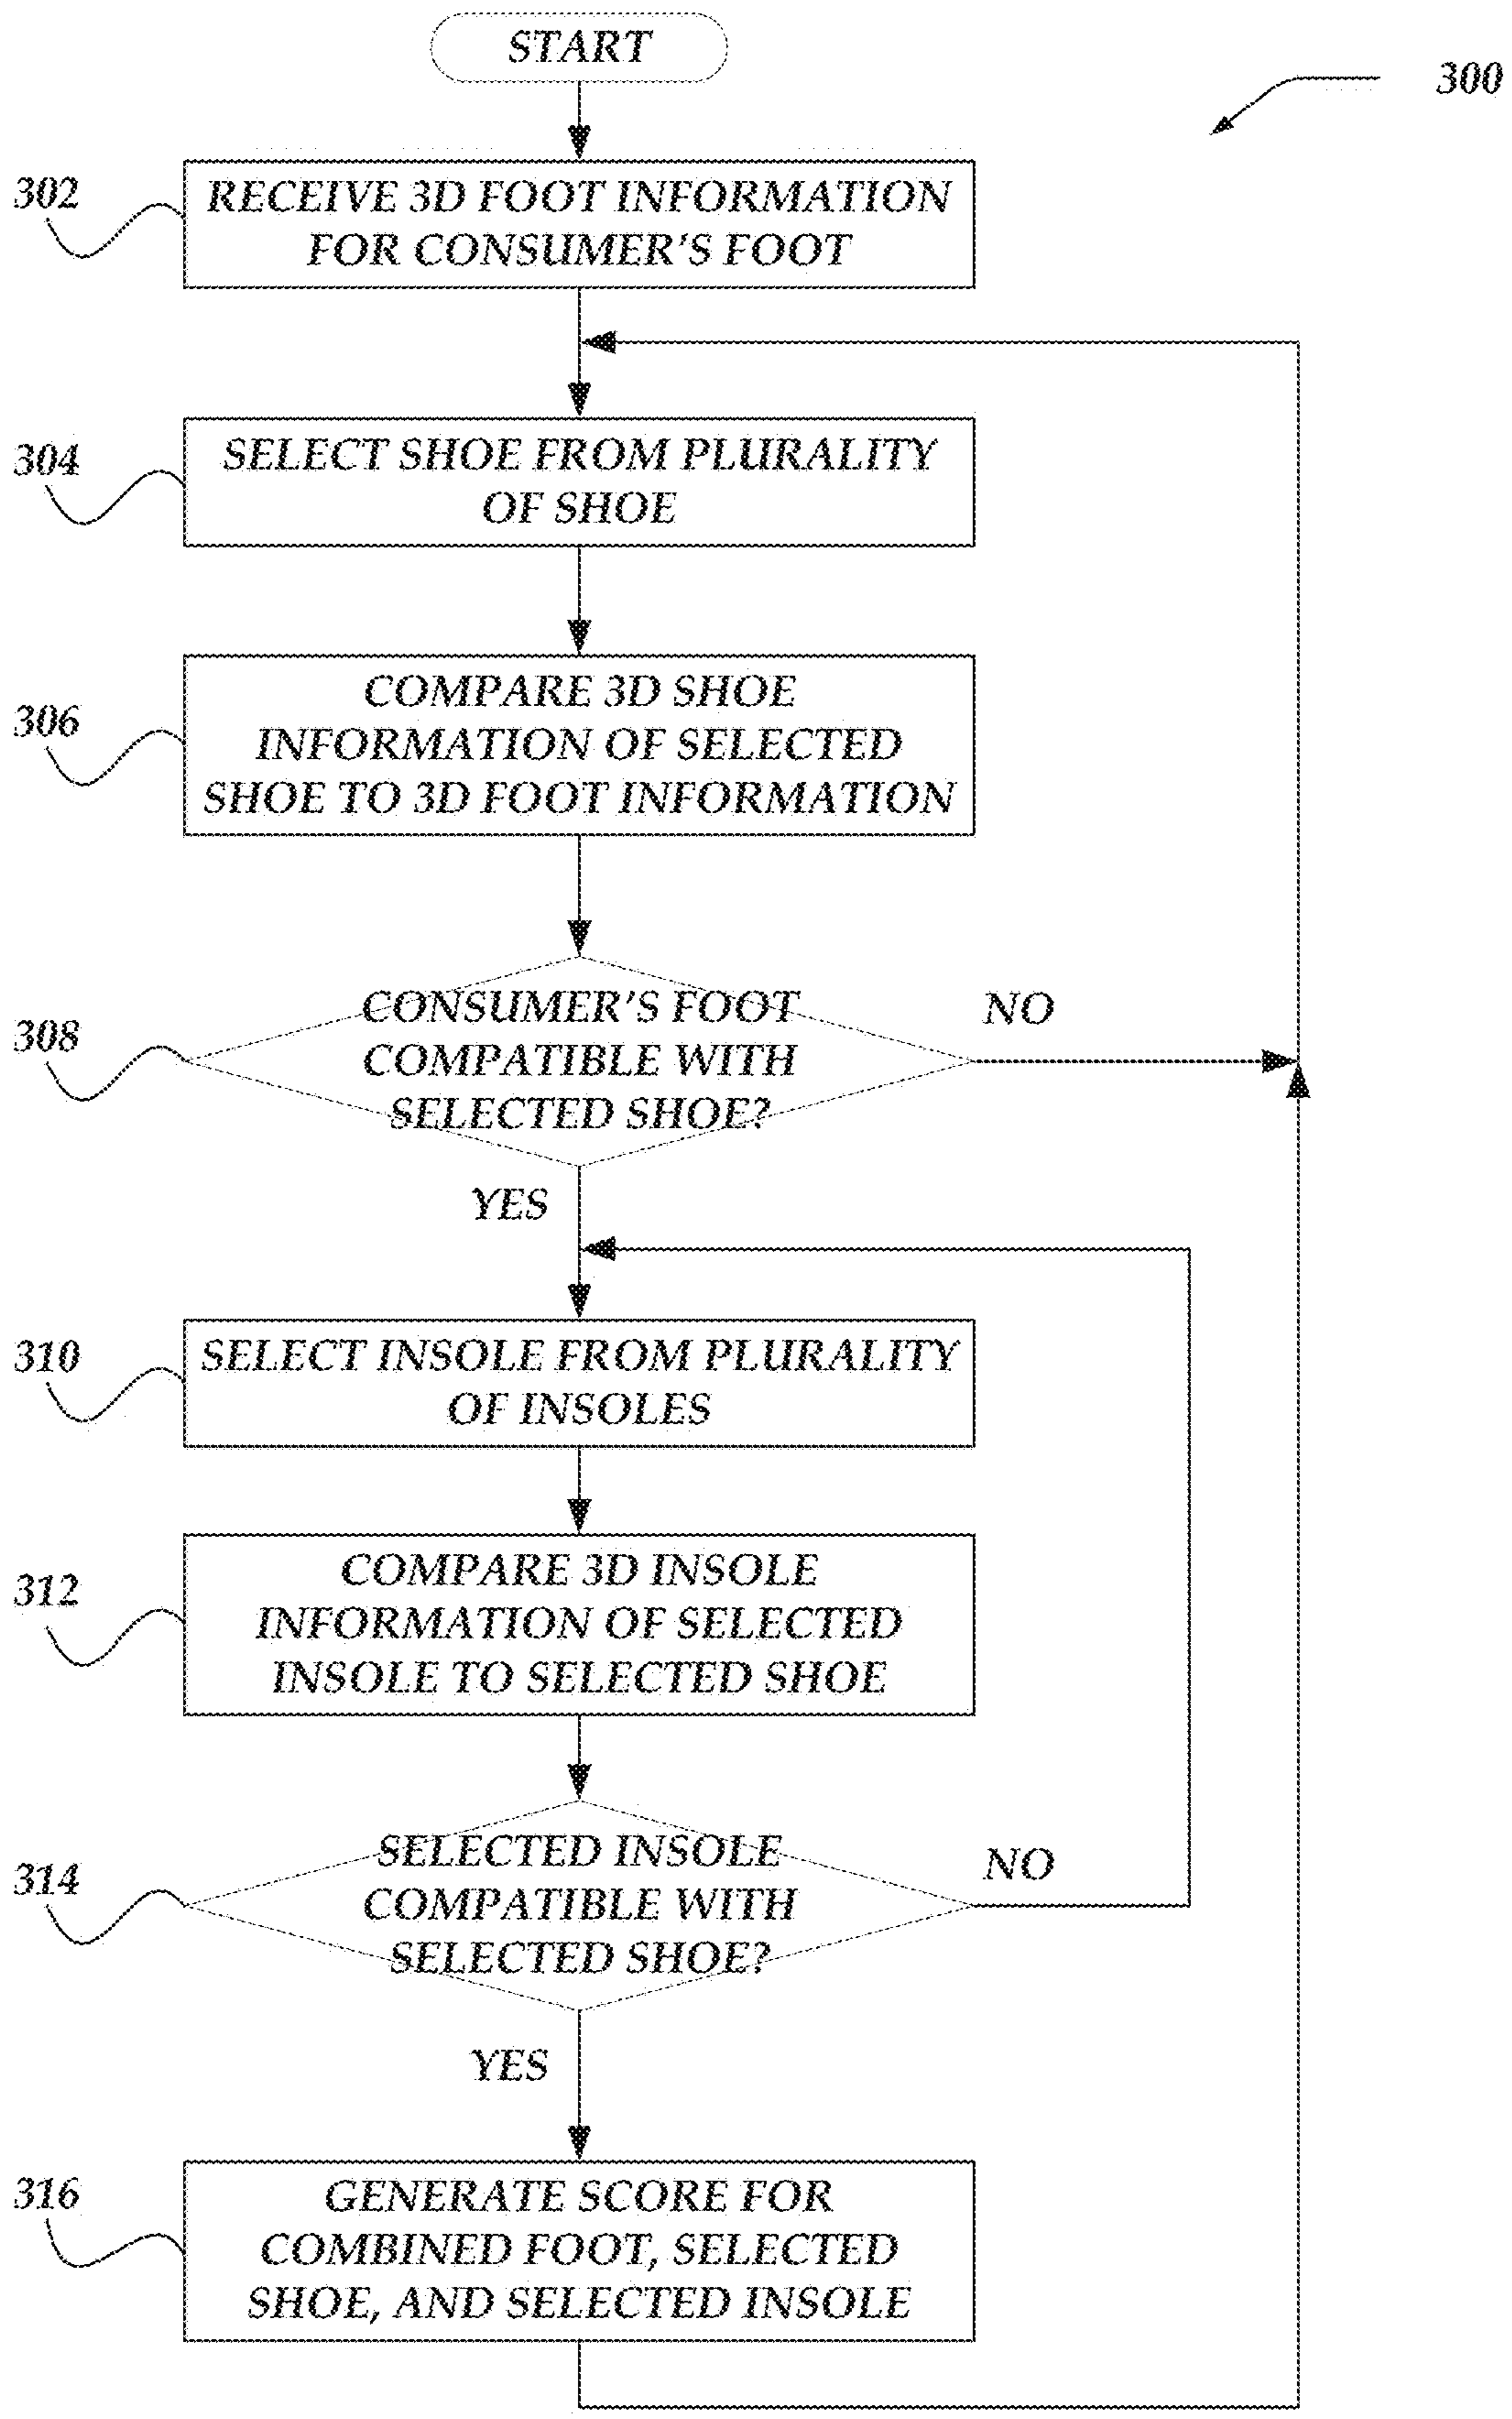 START
300
302
RECEIVE 3D FOOT INFORMATION
FOR CONSUMER'S FOOT
304
SELECT SHOE FROM PLURALITY
OF SHOE
306
COMPARE 3D SHOE
INFORMATION OF SELECTED
SHOE TO 3D FOOT INFORMATION
308
CONSUMER'S FOOT
COMPATIBLE WITH
SELECTED SHOE?
NO
YES
310
SELECT INSOLE FROM PLURALITY
OF INSOLES
312
COMPARE 3D INSOLE
INFORMATION OF SELECTED
INSOLE TO SELECTED SHOE
314
SELECTED INSOLE
COMPATIBLE WITH
SELECTED SHOE?
NO
YES
316
GENERATE SCORE FOR
COMBINED FOOT, SELECTED
SHOE, AND SELECTED INSOLE